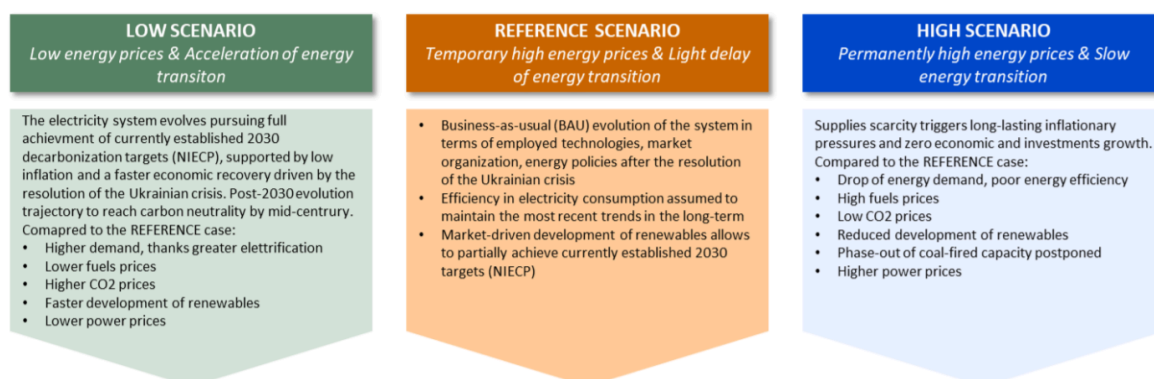 LOW SCENARIO
Low energy prices & Acceleration of energy
transiton
The electricity system evolves pursuing full
achievment of currently established 2030
decarbonization targets (NIECP), supported by low
inflation and a faster economic recovery driven by the
resolution of the Ukrainian crisis. Post-2030 evolution
trajectory to reach carbon neutrality by mid-centrury.
Comapred to the REFERENCE case:
• Higher demand, thanks greater elettrification
• Lower fuels prices
• Higher CO2 prices
• Faster development of renewables
• Lower power prices
REFERENCE SCENARIO
Temporary high energy prices & Light delay
of energy transition
• Business-as-usual (BAU) evolution of the system in
terms of employed technologies, market
organization, energy policies after the resolution
of the Ukrainian crisis
• Efficiency in electricity consumption assumed to
maintain the most recent trends in the long-term
• Market-driven development of renewables allows
to partially achieve currently established 2030
targets (NIECP)
HIGH SCENARIO
Permanently high energy prices & Slow
energy transition
Supplies scarcity triggers long-lasting inflationary
pressures and zero economic and investments growth.
Compared to the REFERENCE case:
• Drop of energy demand, poor energy efficiency
• High fuels prices
• Low CO2 prices
• Reduced development of renewables
• Phase-out of coal-fired capacity postponed
• Higher power prices